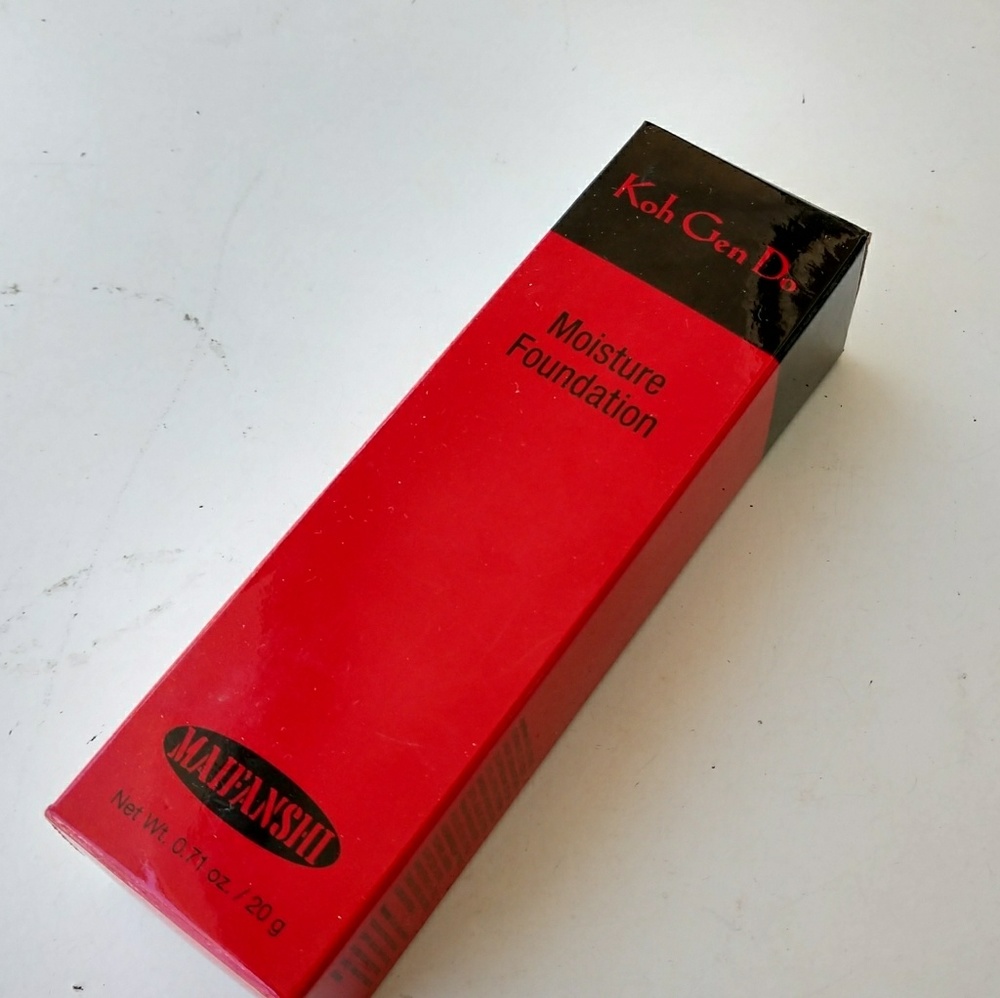 Koh Gen Do
Moisture
Foundation
MAIFANSHI
Net Wt. 0.71 oz. / 20 g